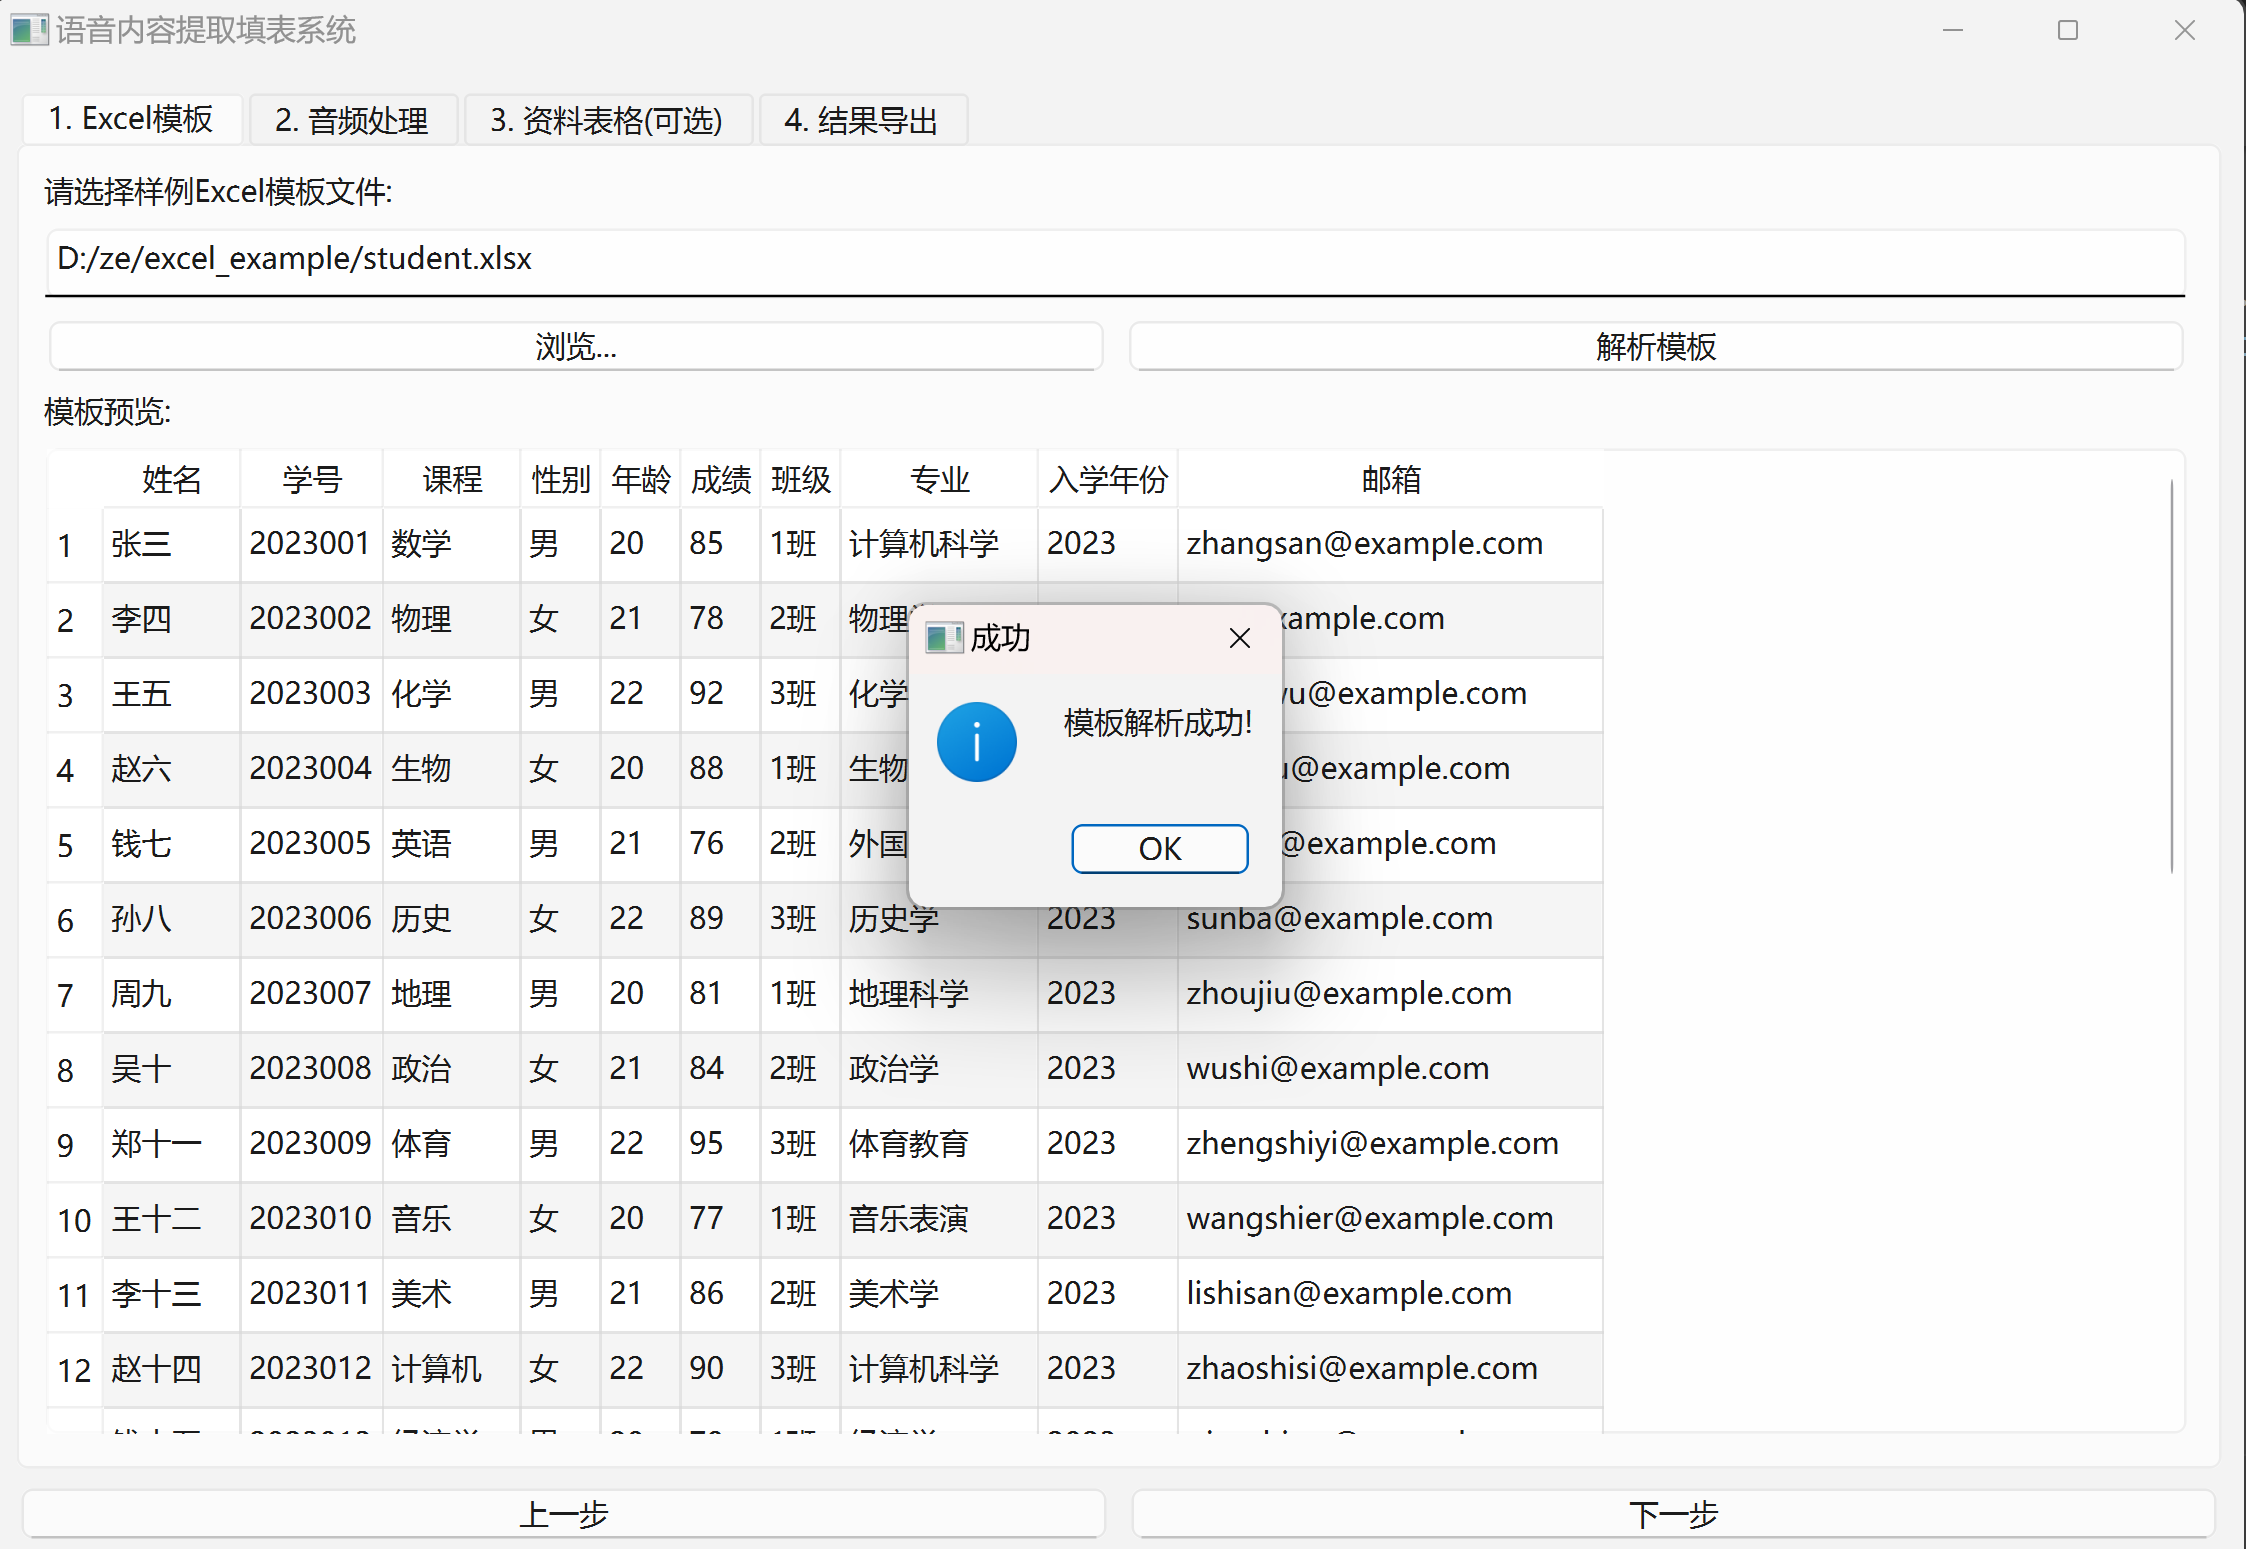 语音内容提取填表系统
1. Excel模板 2. 音频处理 3. 资料表格(可选) 4. 结果导出
请选择样例Excel模板文件:
D:/ze/excel_example/student.xlsx
浏览... 解析模板
模板预览:
姓名 学号 课程 性别 年龄 成绩 班级 专业 入学年份 邮箱
1 张三 2023001 数学 男 20 85 1班 计算机科学 2023 zhangsan@example.com
2 李四 2023002 物理 女 21 78 2班 物理 ample.com
成功
3 王五 2023003 化学 男 22 92 3班 化学 u@example.com
模板解析成功!
4 赵六 2023004 生物 女 20 88 1班 生物 @example.com
5 钱七 2023005 英语 男 21 76 2班 外国 @example.com
OK
6 孙八 2023006 历史 女 22 89 3班 历史学 2023 sunba@example.com
7 周九 2023007 地理 男 20 81 1班 地理科学 2023 zhoujiu@example.com
8 吴十 2023008 政治 女 21 84 2班 政治学 2023 wushi@example.com
9 郑十一 2023009 体育 男 22 95 3班 体育教育 2023 zhengshiyi@example.com
10 王十二 2023010 音乐 女 20 77 1班 音乐表演 2023 wangshier@example.com
11 李十三 2023011 美术 男 21 86 2班 美术学 2023 lishisan@example.com
12 赵十四 2023012 计算机 女 22 90 3班 计算机科学 2023 zhaoshisi@example.com
上一步 下一步